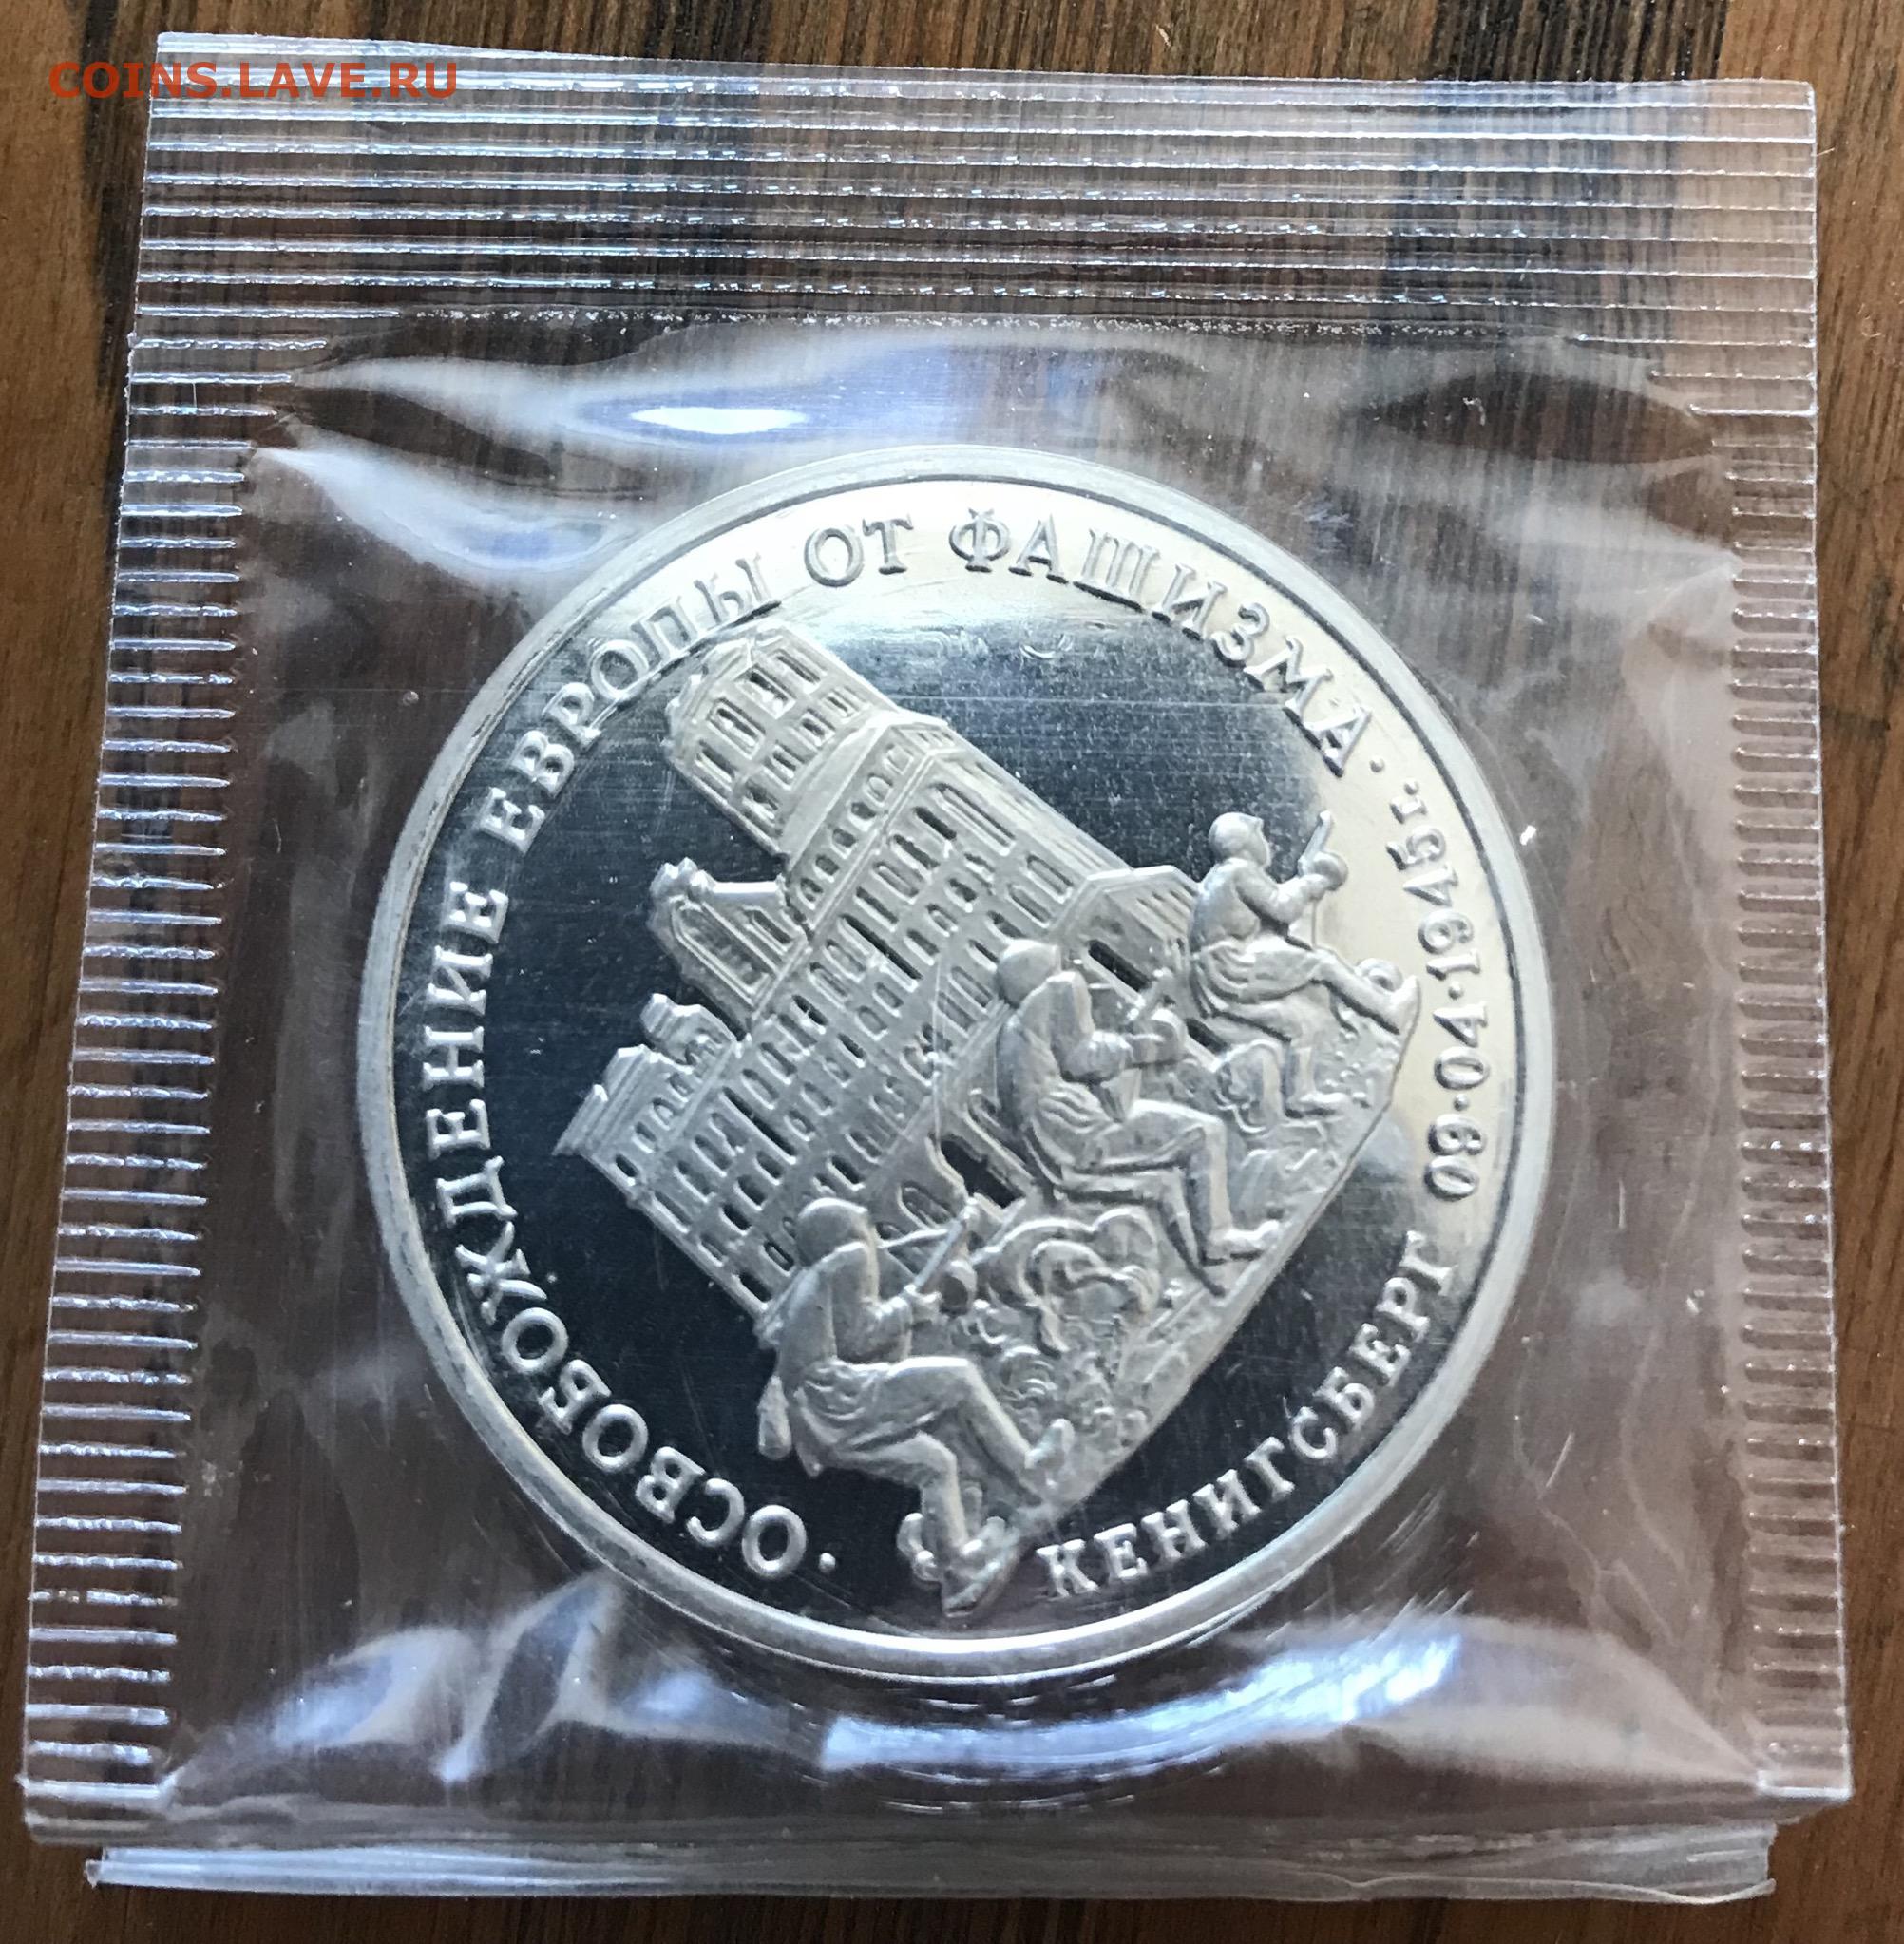 COINS.LAVE.RU
· ОСВОБОЖДЕНИЕ ЕВРОПЫ ОТ ФАШИЗМА ·
КЕНИГСБЕРГ 09·04·1945г.